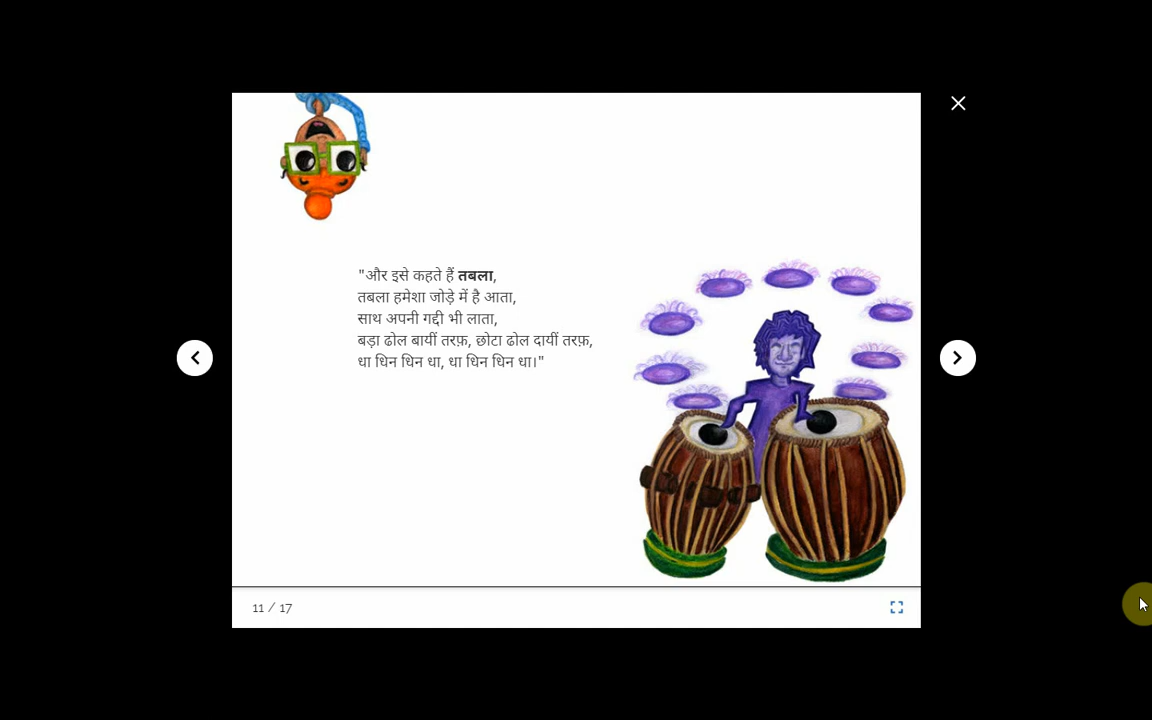 "और इसे कहते हैं तबला,
तबला हमेशा जोड़े में है आता,
साथ अपनी गद्दी भी लाता,
बड़ा ढोल बायीं तरफ़, छोटा ढोल दायीं तरफ़,
धा धिन धिन धा, धा धिन धिन धा।"
11 / 17